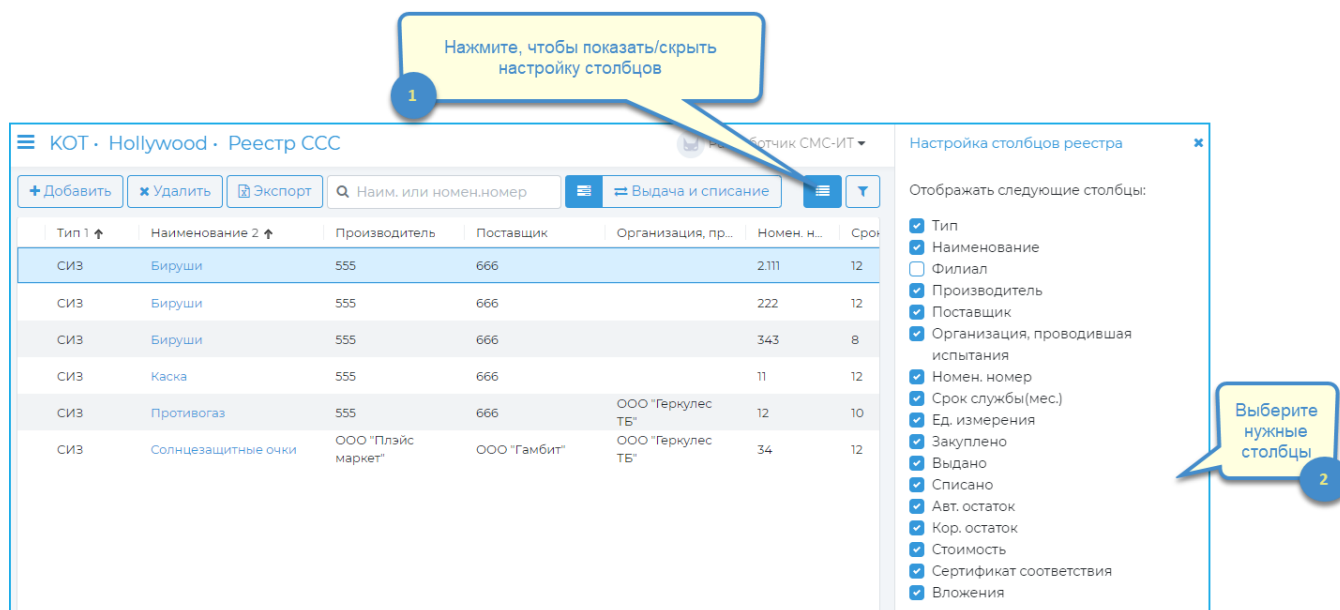 Нажмите, чтобы показать/скрыть
настройку столбцов
1
КОТ · Hollywood · Реестр ССС
СМС-ИТ
Настройка столбцов реестра
Добавить
Удалить
Экспорт
Наим. или номен.номер
Выдача и списание
Отображать следующие столбцы:
Тип 1 Наименование 2 Производитель Поставщик Организация, пр... Номен. н... Срок
СИЗ Бируши 555 666 2.111 12
СИЗ Бируши 555 666 222 12
СИЗ Бируши 555 666 343 8
СИЗ Каска 555 666 11 12
СИЗ Противогаз 555 666 ООО "Геркулес 12 10
ТБ"
СИЗ Солнцезащитные очки ООО "Плэйс ООО "Гамбит" ООО "Геркулес 34 12
маркет" ТБ"
Тип
Наименование
Филиал
Производитель
Поставщик
Организация, проводившая
испытания
Номен. номер
Срок службы(мес.)
Ед. измерения
Закуплено
Выдано
Списано
Авт. остаток
Кор. остаток
Стоимость
Сертификат соответствия
Вложения
Выберите
нужные
столбцы
2